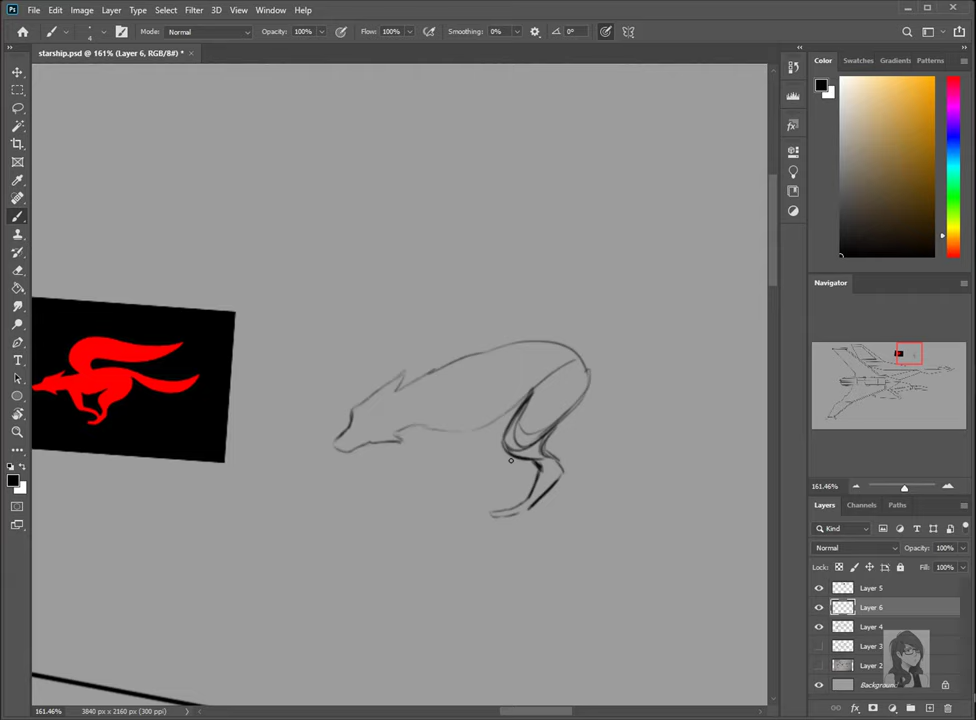 File Edit Image Layer Type Select Filter 3D View Window Help
4 Mode: Normal Opacity: 100% Flow: 100% Smoothing: 0% 0°
starship.psd @ 161% (Layer 6, RGB/8#) *
Color Swatches Gradients Patterns
Navigator
161.46%
Layers Channels Paths
Kind
Normal Opacity: 100%
Lock: Fill: 100%
Layer 5
Layer 6
Layer 4
Layer 3
Layer 2
Background
161.46% 3840 px x 2160 px (300 ppi)